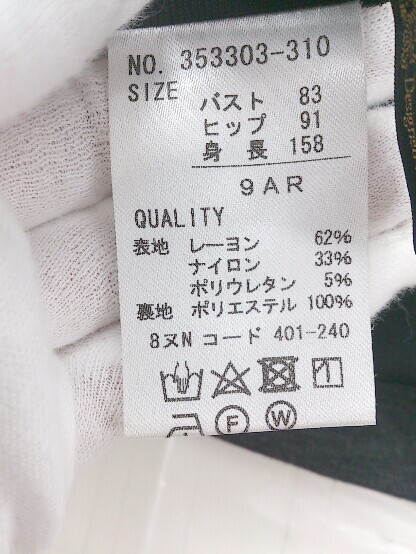 NO. 353303-310
SIZE
バスト 83
ヒップ 91
身長 158
9AR
QUALITY
表地 レーヨン 62%
ナイロン 33%
ポリウレタン 5%
裏地 ポリエステル 100%
8ヌN コード 401-240
F W